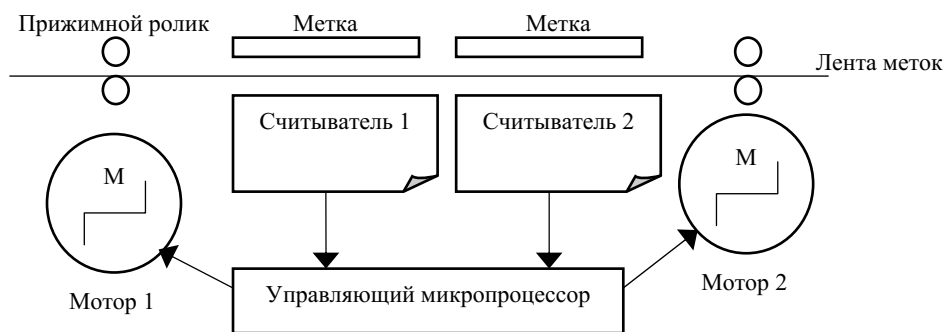 Прижимной ролик
Метка
Метка
Лента меток
Считыватель 1
Считыватель 2
М
М
Мотор 1
Управляющий микропроцессор
Мотор 2